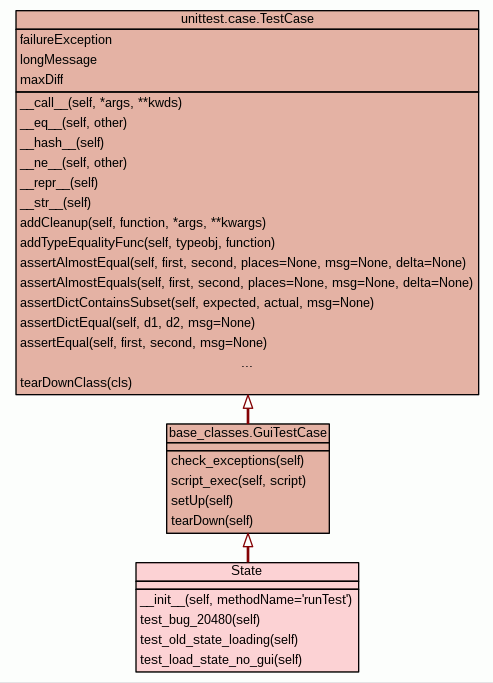 unittest.case.TestCase
failureException
longMessage
maxDiff
__call__(self, *args, **kwds)
__eq__(self, other)
__hash__(self)
__ne__(self, other)
__repr__(self)
__str__(self)
addCleanup(self, function, *args, **kwargs)
addTypeEqualityFunc(self, typeobj, function)
assertAlmostEqual(self, first, second, places=None, msg=None, delta=None)
assertAlmostEquals(self, first, second, places=None, msg=None, delta=None)
assertDictContainsSubset(self, expected, actual, msg=None)
assertDictEqual(self, d1, d2, msg=None)
assertEqual(self, first, second, msg=None)
...
tearDownClass(cls)
base_classes.GuiTestCase
check_exceptions(self)
script_exec(self, script)
setUp(self)
tearDown(self)
State
__init__(self, methodName='runTest')
test_bug_20480(self)
test_old_state_loading(self)
test_load_state_no_gui(self)